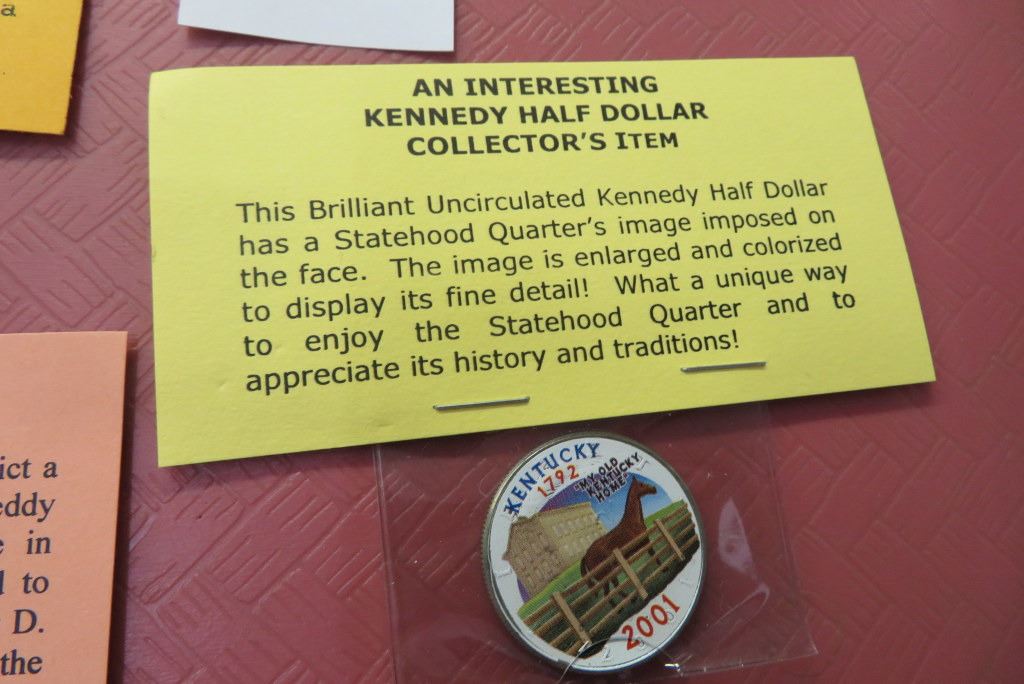 a
AN INTERESTING
KENNEDY HALF DOLLAR
COLLECTOR'S ITEM
This Brilliant Uncirculated Kennedy Half Dollar
has a Statehood Quarter's image imposed on
the face. The image is enlarged and colorized
to display its fine detail! What a unique way
to enjoy the Statehood Quarter and to
appreciate its history and traditions!
ict a
eddy
e in
l to
D.
the
KENTUCKY
1792
"MY OLD
KENTUCKY
HOME"
2001